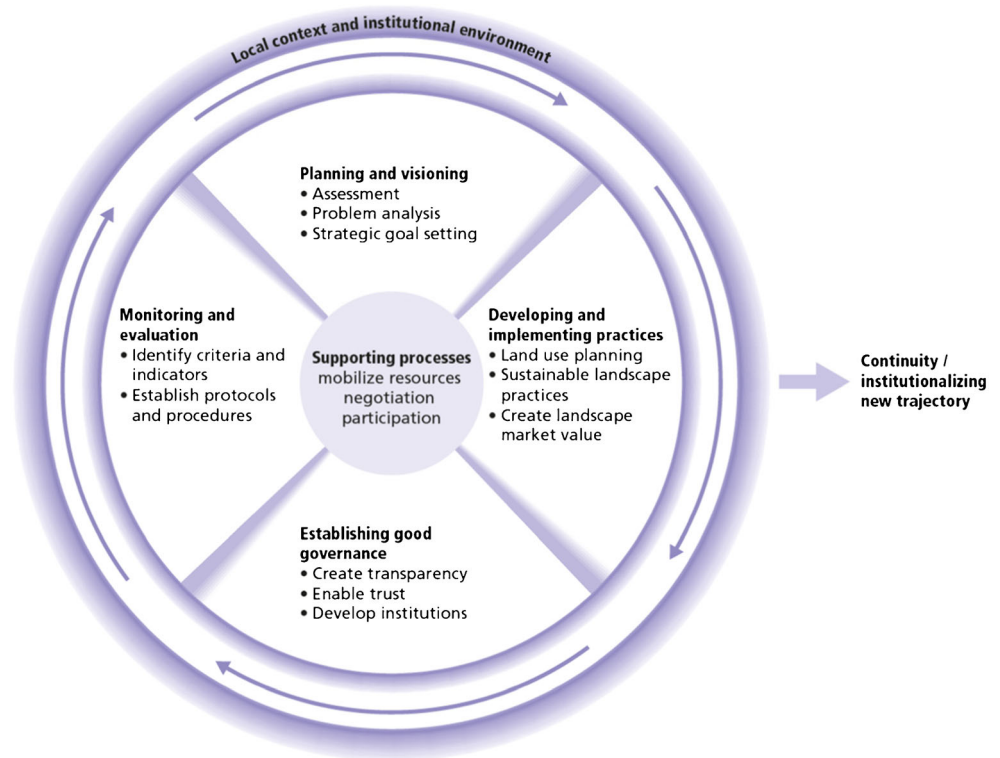 Local context and institutional environment
Planning and visioning
• Assessment
• Problem analysis
• Strategic goal setting
Monitoring and
evaluation
• Identify criteria and
indicators
• Establish protocols
and procedures
Supporting processes
mobilize resources
negotiation
participation
Developing and
implementing practices
• Land use planning
• Sustainable landscape
practices
• Create landscape
market value
Continuity /
institutionalizing
new trajectory
Establishing good
governance
• Create transparency
• Enable trust
• Develop institutions